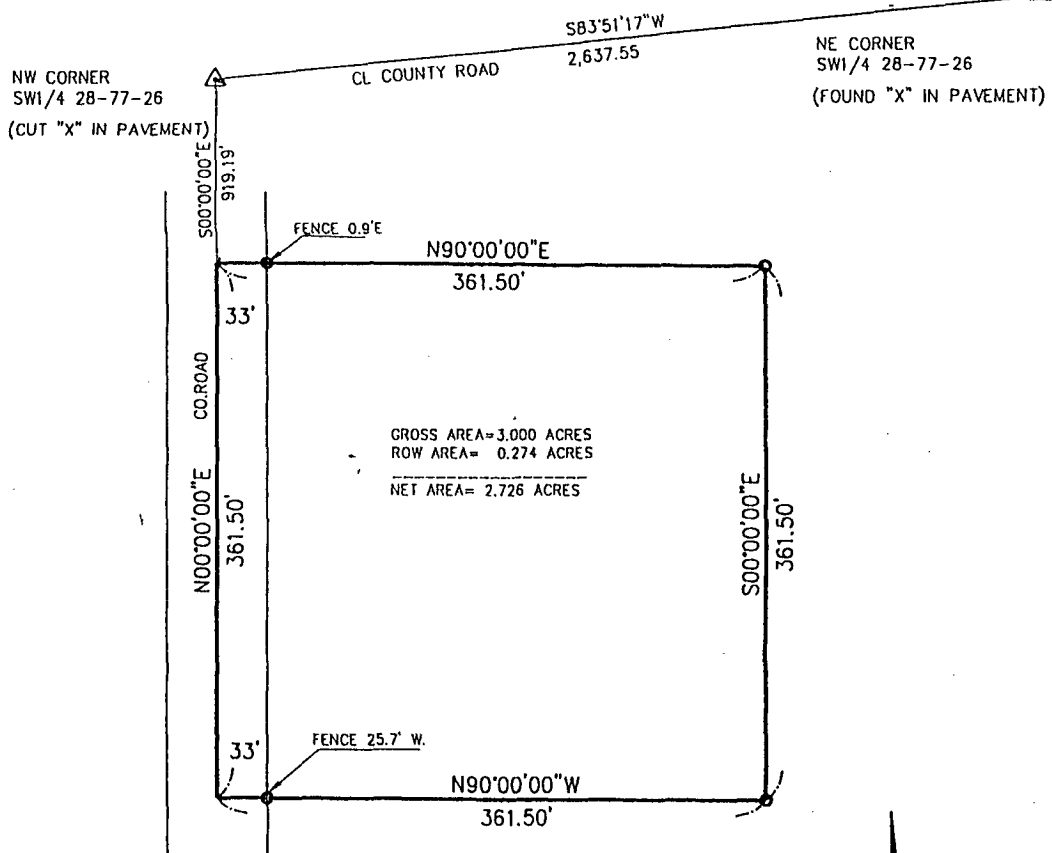 S83°51'17"W
2,637.55
CL COUNTY ROAD
NW CORNER
SW1/4 28-77-26
(CUT "X" IN PAVEMENT)
NE CORNER
SW1/4 28-77-26
(FOUND "X" IN PAVEMENT)
S00°00'00"E
919.19'
FENCE 0.9'E
N90°00'00"E
361.50'
33'
CO.ROAD
GROSS AREA=3.000 ACRES
ROW AREA= 0.274 ACRES
NET AREA= 2.726 ACRES
N00°00'00"E
361.50'
S00°00'00"E
361.50'
33'
FENCE 25.7' W.
N90°00'00"W
361.50'